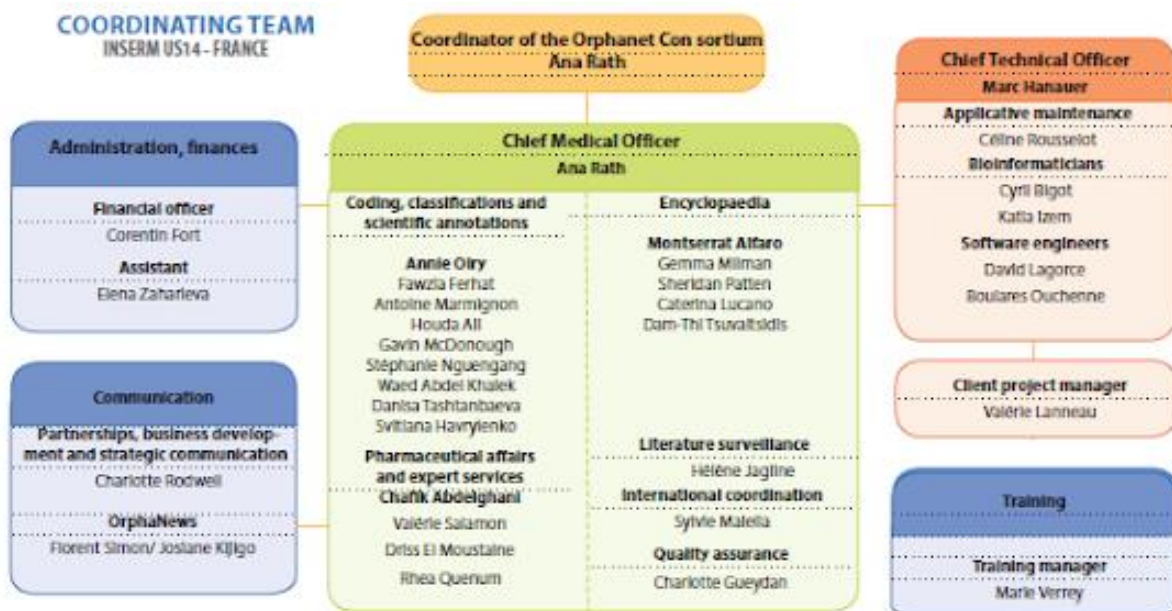 COORDINATING TEAM
INSERM US14 - FRANCE
Coordinator of the Orphanet Con sortium
Ana Rath
Administration, finances
Financial officer
Corentin Fort
Assistant
Elena Zaharieva
Communication
Partnerships, business develop-
ment and strategic communication
Charlotte Rodwell
OrphaNews
Florent Simon/ Josiane Kijigo
Chief Medical Officer
Ana Rath
Coding, classifications and
scientific annotations
Annie Olry
Fawzia Ferhat
Antoine Marmignon
Houda Ali
Gavin McDonough
Stéphanie Nguengang
Waed Abdel Khalek
Danisa Tashtanbaeva
Svitlana Havrylenko
Pharmaceutical affairs
and expert services
Chafik Abdelghani
Valérie Salamon
Driss El Moustaine
Rhea Quenum
Encyclopaedia
Montserrat Alfaro
Gemma Milman
Sheridan Patten
Caterina Lucano
Dam-Thi Tsuvaltsidis
Literature surveillance
Hélène Jagline
International coordination
Sylvie Maiella
Quality assurance
Charlotte Gueydan
Chief Technical Officer
Marc Hanauer
Applicative maintenance
Céline Rousselot
Bioinformaticians
Cyril Bigot
Katia Izem
Software engineers
David Lagorce
Boulares Ouchenne
Client project manager
Valérie Lanneau
Training
Training manager
Marie Verrey